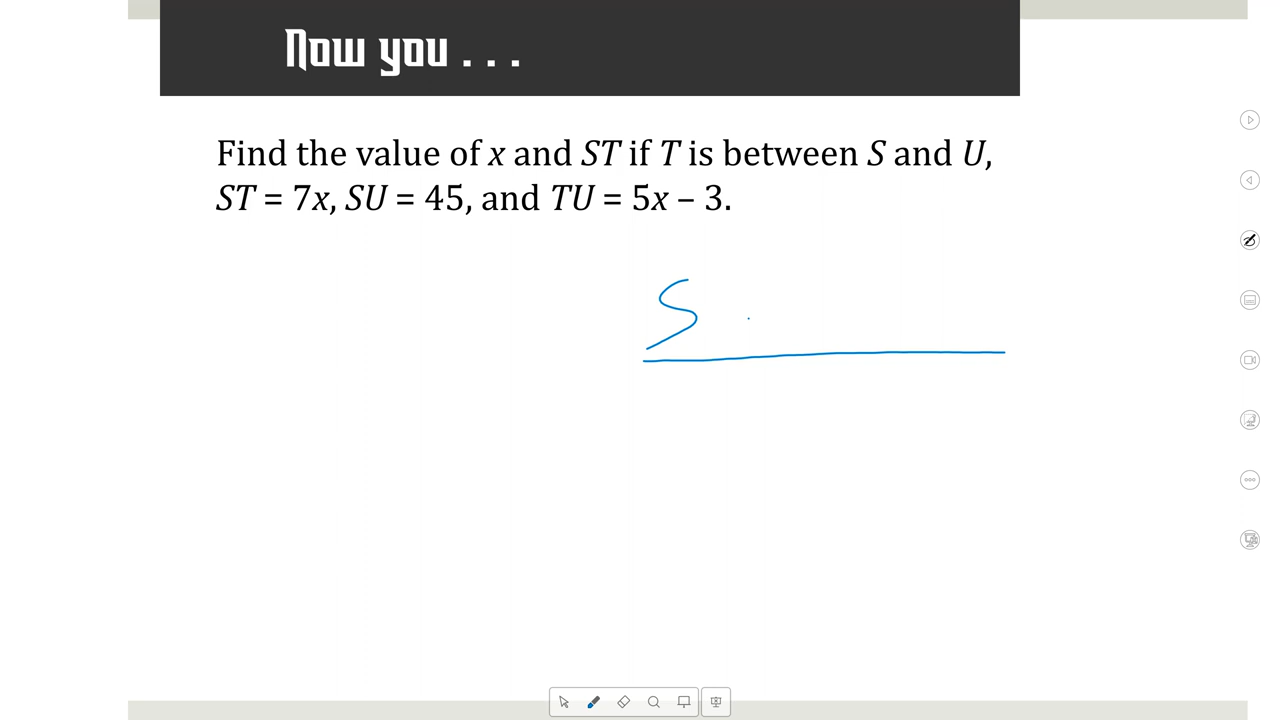 Now you . . .
Find the value of x and ST if T is between S and U,
ST = 7x, SU = 45, and TU = 5x – 3.
S